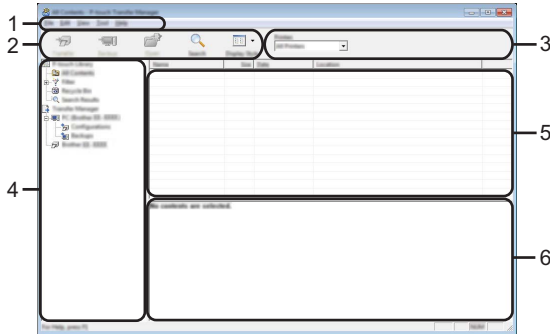 All Contents - P-touch Transfer Manager
File Edit View Tool Help
1
2
Transfer Backup Open Search Display Style
Printer
All Printers
3
P-touch Library
All Contents
Filter
Recycle Bin
Search Results
Transfer Manager
Configurations
Backups
Name Size Date Location
4
5
No contents are selected.
6
For Help, press F1
NUM